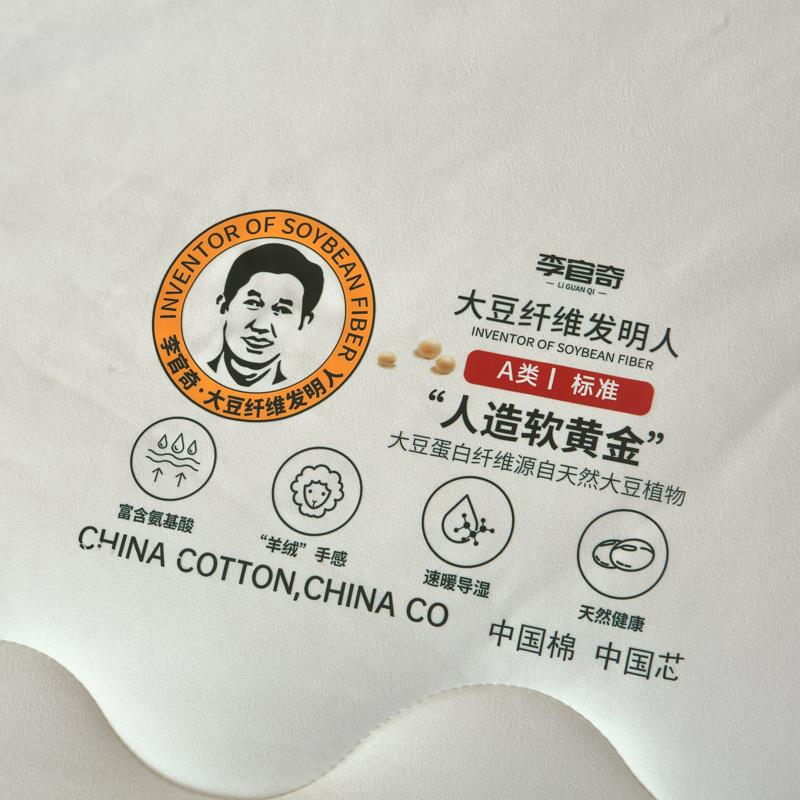 INVENTOR OF SOYBEAN FIBER
李官奇·大豆纤维发明人
李官奇
LI GUAN QI
大豆纤维发明人
INVENTOR OF SOYBEAN FIBER
A类 | 标准
“人造软黄金”
大豆蛋白纤维源自天然大豆植物
富含氨基酸
“羊绒”手感
速暖导湿
天然健康
CHINA COTTON,CHINA CO
中国棉 中国芯